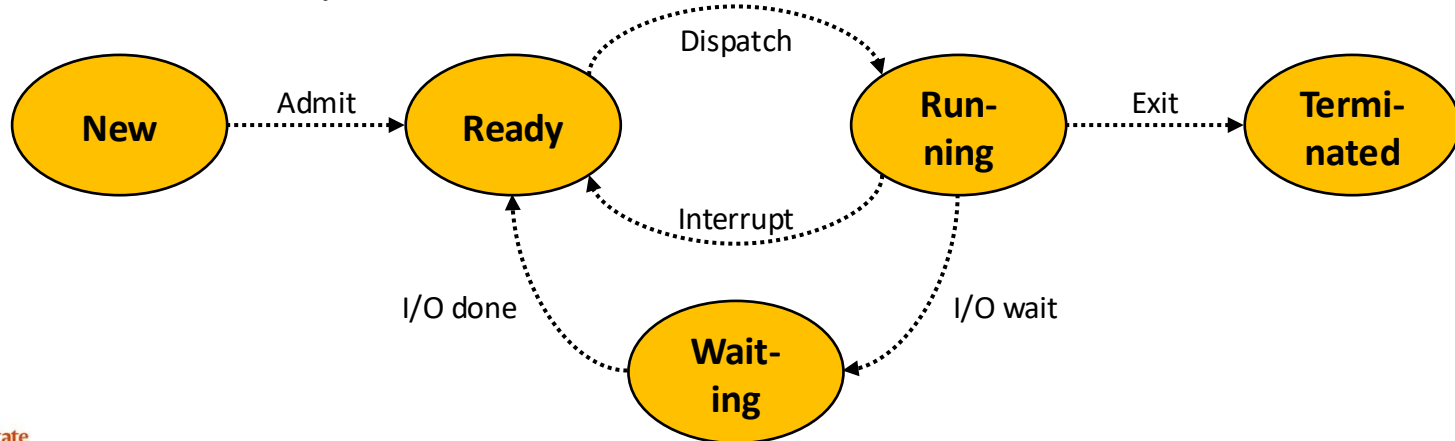 Dispatch
New
Admit
Ready
Run-
ning
Exit
Termi-
nated
Interrupt
I/O done
I/O wait
Wait-
ing